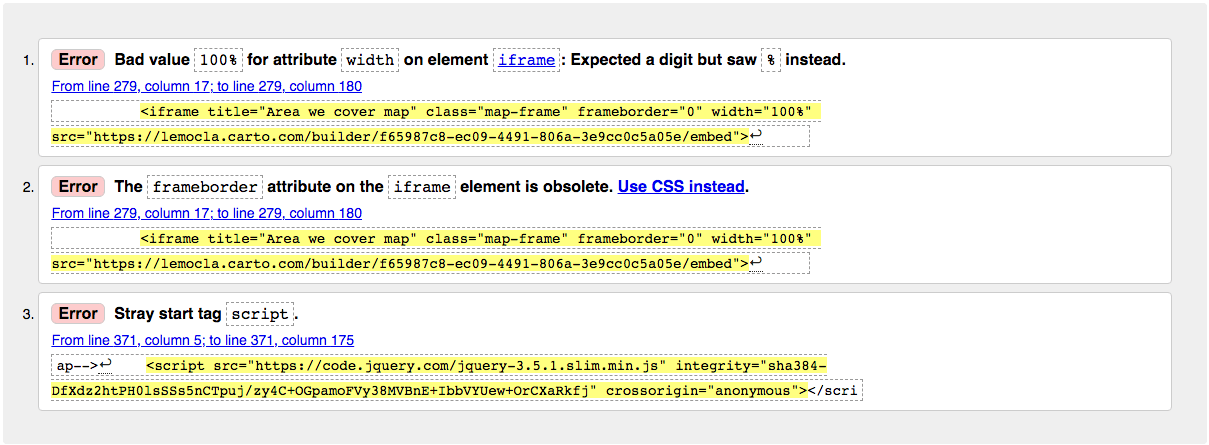 1. Error Bad value 100% for attribute width on element iframe: Expected a digit but saw % instead.
From line 279, column 17; to line 279, column 180
<iframe title="Area we cover map" class="map-frame" frameborder="0" width="100%"
src="https://lemocla.carto.com/builder/f65987c8-ec09-4491-806a-3e9cc0c5a05e/embed">↩
2. Error The frameborder attribute on the iframe element is obsolete. Use CSS instead.
From line 279, column 17; to line 279, column 180
<iframe title="Area we cover map" class="map-frame" frameborder="0" width="100%"
src="https://lemocla.carto.com/builder/f65987c8-ec09-4491-806a-3e9cc0c5a05e/embed">↩
3. Error Stray start tag script.
From line 371, column 5; to line 371, column 175
ap-->↩ <script src="https://code.jquery.com/jquery-3.5.1.slim.min.js" integrity="sha384-
DfXdz2htPH0lsSSs5nCTpuj/zy4C+OGpamoFVy38MVBnE+IbbVYUew+OrCXaRkfj" crossorigin="anonymous"></scri